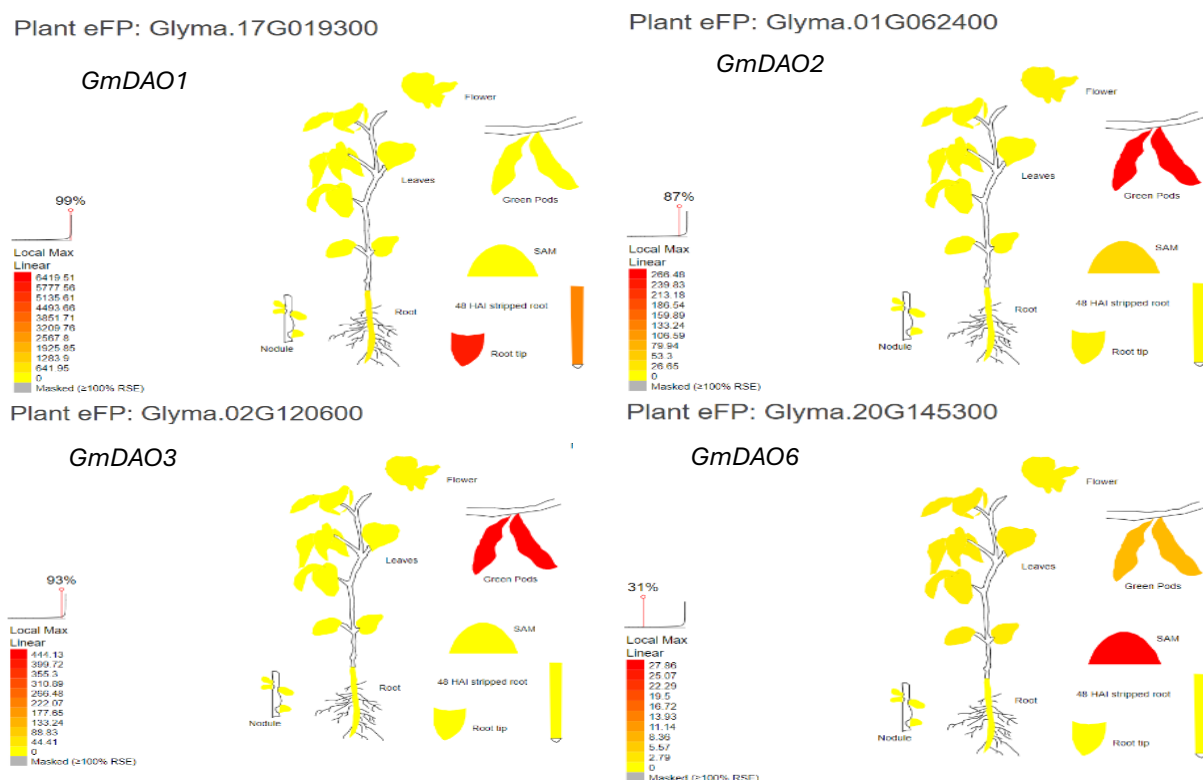 Plant eFP: Glyma.17G019300
GmDAO1
Flower
Leaves
Green Pods
99%
Local Max
Linear
6419.51
5777.56
5135.61
4493.66
3851.71
3209.76
2567.8
1925.85
1283.9
641.95
0
Masked (≥100% RSE)
SAM
48 HAI stripped root
Root
Nodule
Root tip
Plant eFP: Glyma.01G062400
GmDAO2
Flower
Leaves
Green Pods
87%
Local Max
Linear
266.48
239.83
213.18
186.54
159.89
133.24
106.59
79.94
53.3
26.65
0
Masked (≥100% RSE)
SAM
48 HAI stripped root
Root
Nodule
Root tip
Plant eFP: Glyma.02G120600
GmDAO3
Flower
Leaves
Green Pods
93%
Local Max
Linear
444.13
399.72
355.3
310.89
266.48
222.07
177.65
133.24
88.83
44.41
0
Masked (≥100% RSE)
SAM
48 HAI stripped root
Root
Nodule
Root tip
Plant eFP: Glyma.20G145300
GmDAO6
Flower
Leaves
Green Pods
31%
Local Max
Linear
27.86
25.07
22.29
19.5
16.72
13.93
11.14
8.36
5.57
2.79
0
Masked (≥100% RSE)
SAM
48 HAI stripped root
Root
Nodule
Root tip